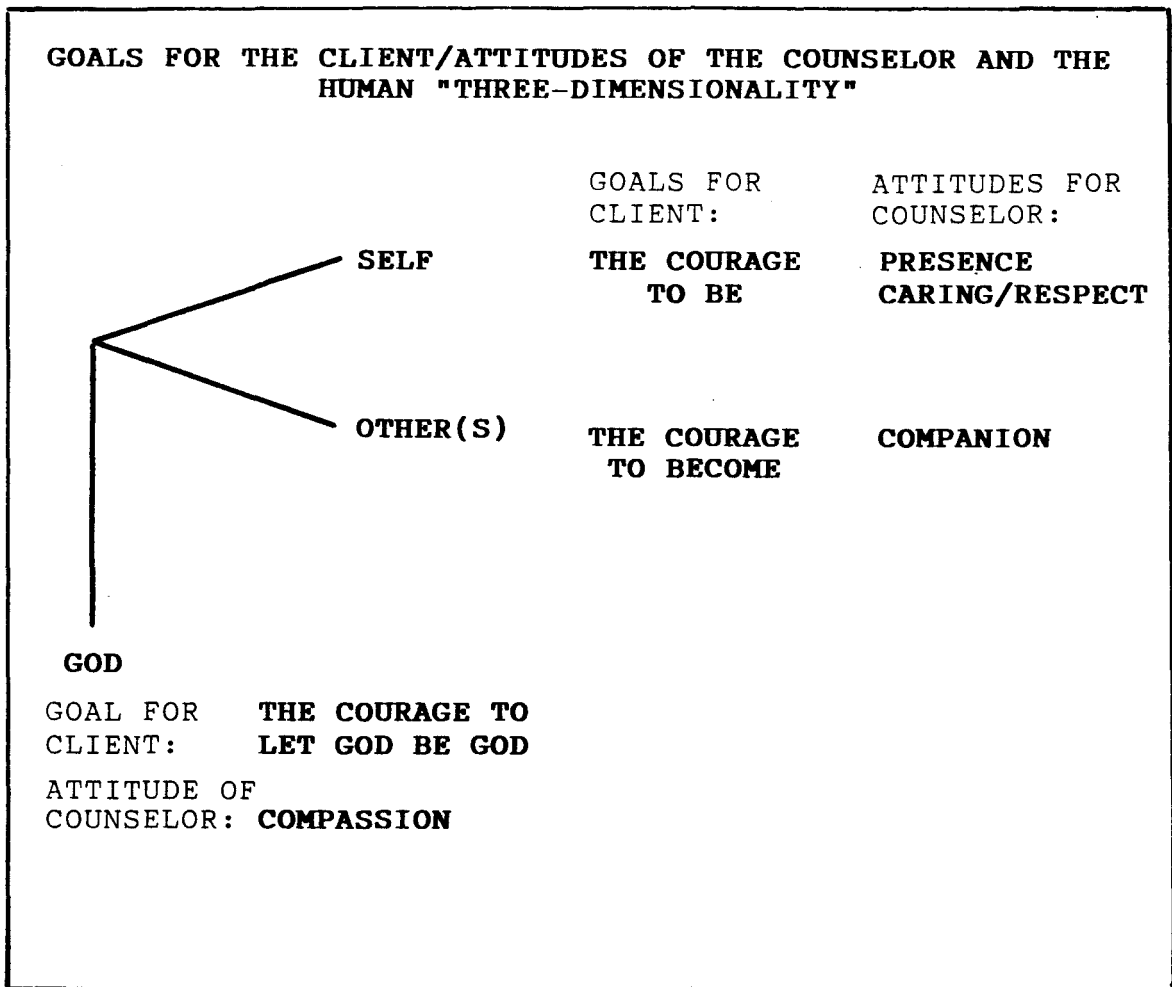 GOALS FOR THE CLIENT/ATTITUDES OF THE COUNSELOR AND THE
HUMAN "THREE-DIMENSIONALITY"
GOALS FOR
CLIENT:
ATTITUDES FOR
COUNSELOR:
SELF
THE COURAGE
TO BE
PRESENCE
CARING/RESPECT
OTHER(S)
THE COURAGE
TO BECOME
COMPANION
GOD
GOAL FOR
CLIENT:
THE COURAGE TO
LET GOD BE GOD
ATTITUDE OF
COUNSELOR: COMPASSION